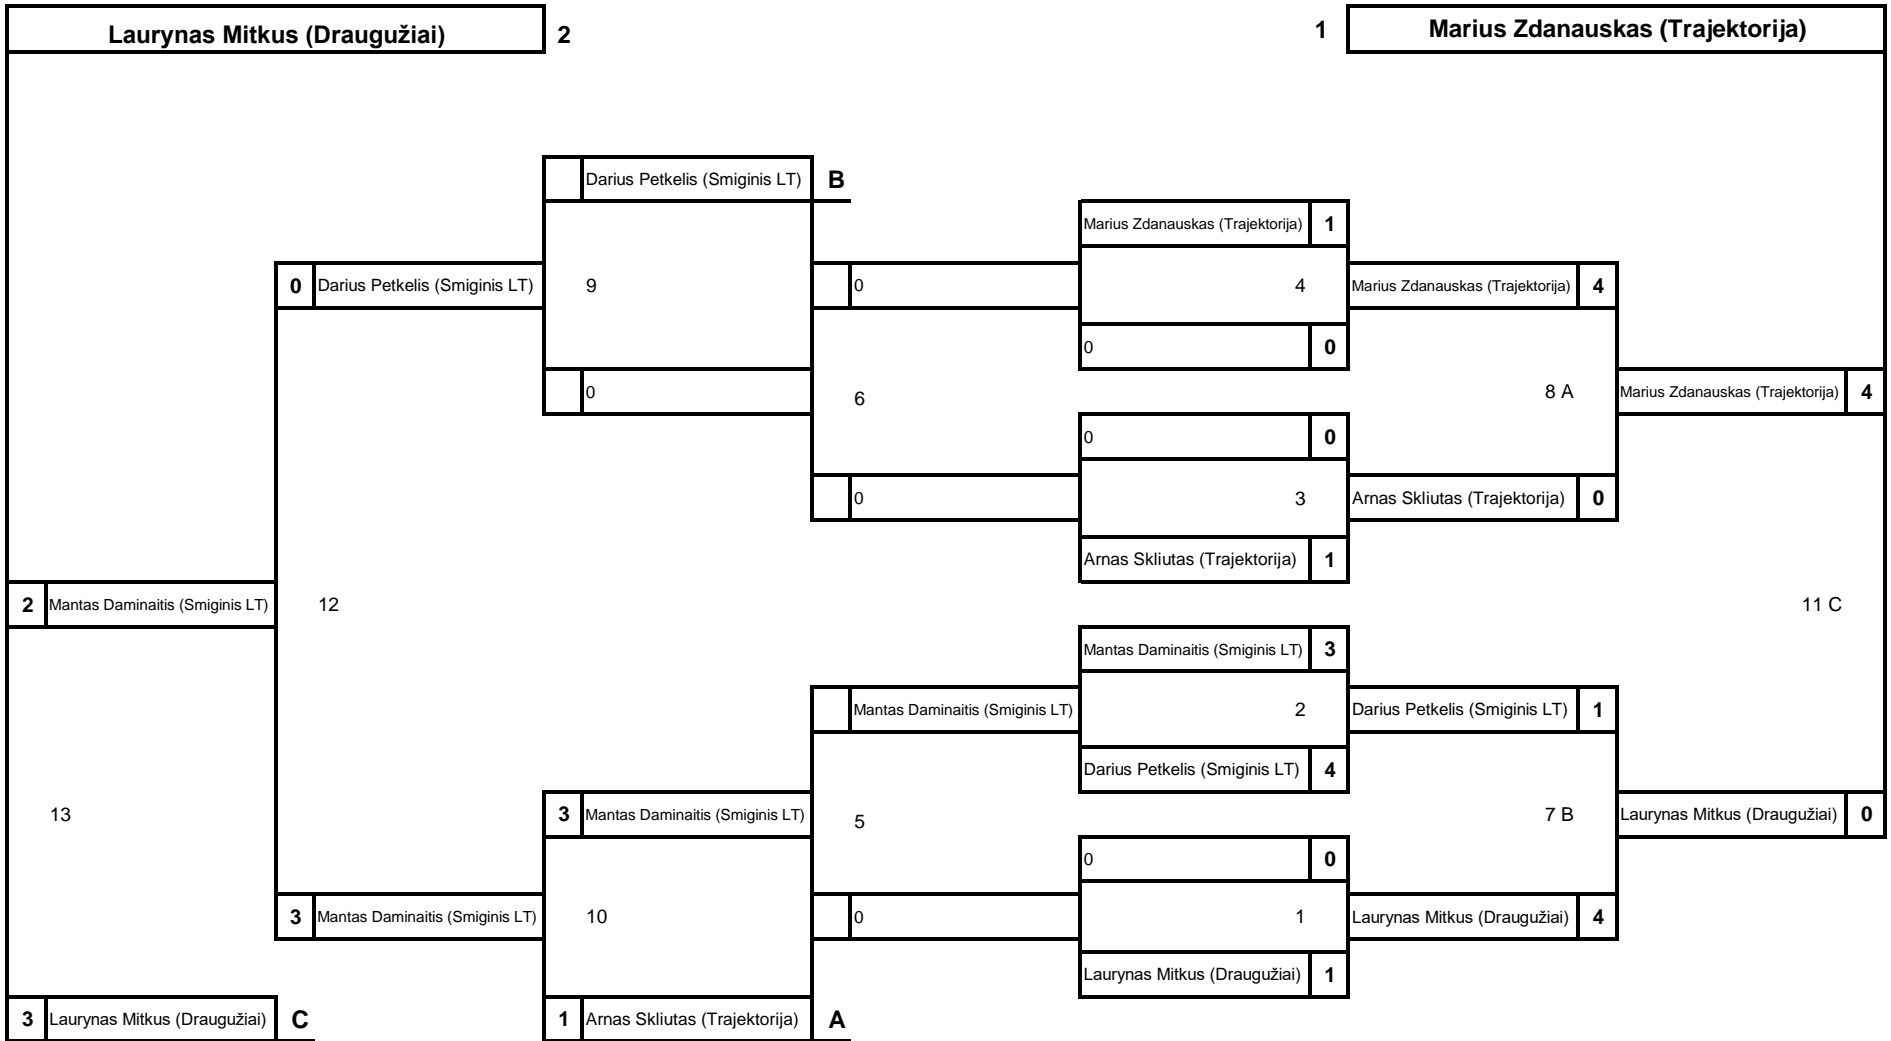 Laurynas Mitkus (Draugužiai) 2 1 Marius Zdanauskas (Trajektorija)
Darius Petkelis (Smiginis LT) B
Marius Zdanauskas (Trajektorija) 1
0 Darius Petkelis (Smiginis LT) 9 0 4 Marius Zdanauskas (Trajektorija) 4
0 0
0 6 8 A Marius Zdanauskas (Trajektorija) 4
0 0
0 3 Arnas Skliutas (Trajektorija) 0
Arnas Skliutas (Trajektorija) 1
2 Mantas Daminaitis (Smiginis LT) 12 11 C
Mantas Daminaitis (Smiginis LT) 3
Mantas Daminaitis (Smiginis LT) 2 Darius Petkelis (Smiginis LT) 1
Darius Petkelis (Smiginis LT) 4
13 3 Mantas Daminaitis (Smiginis LT) 5 7 B Laurynas Mitkus (Draugužiai) 0
0 0
3 Mantas Daminaitis (Smiginis LT) 10 0 1 Laurynas Mitkus (Draugužiai) 4
Laurynas Mitkus (Draugužiai) 1
3 Laurynas Mitkus (Draugužiai) C 1 Arnas Skliutas (Trajektorija) A